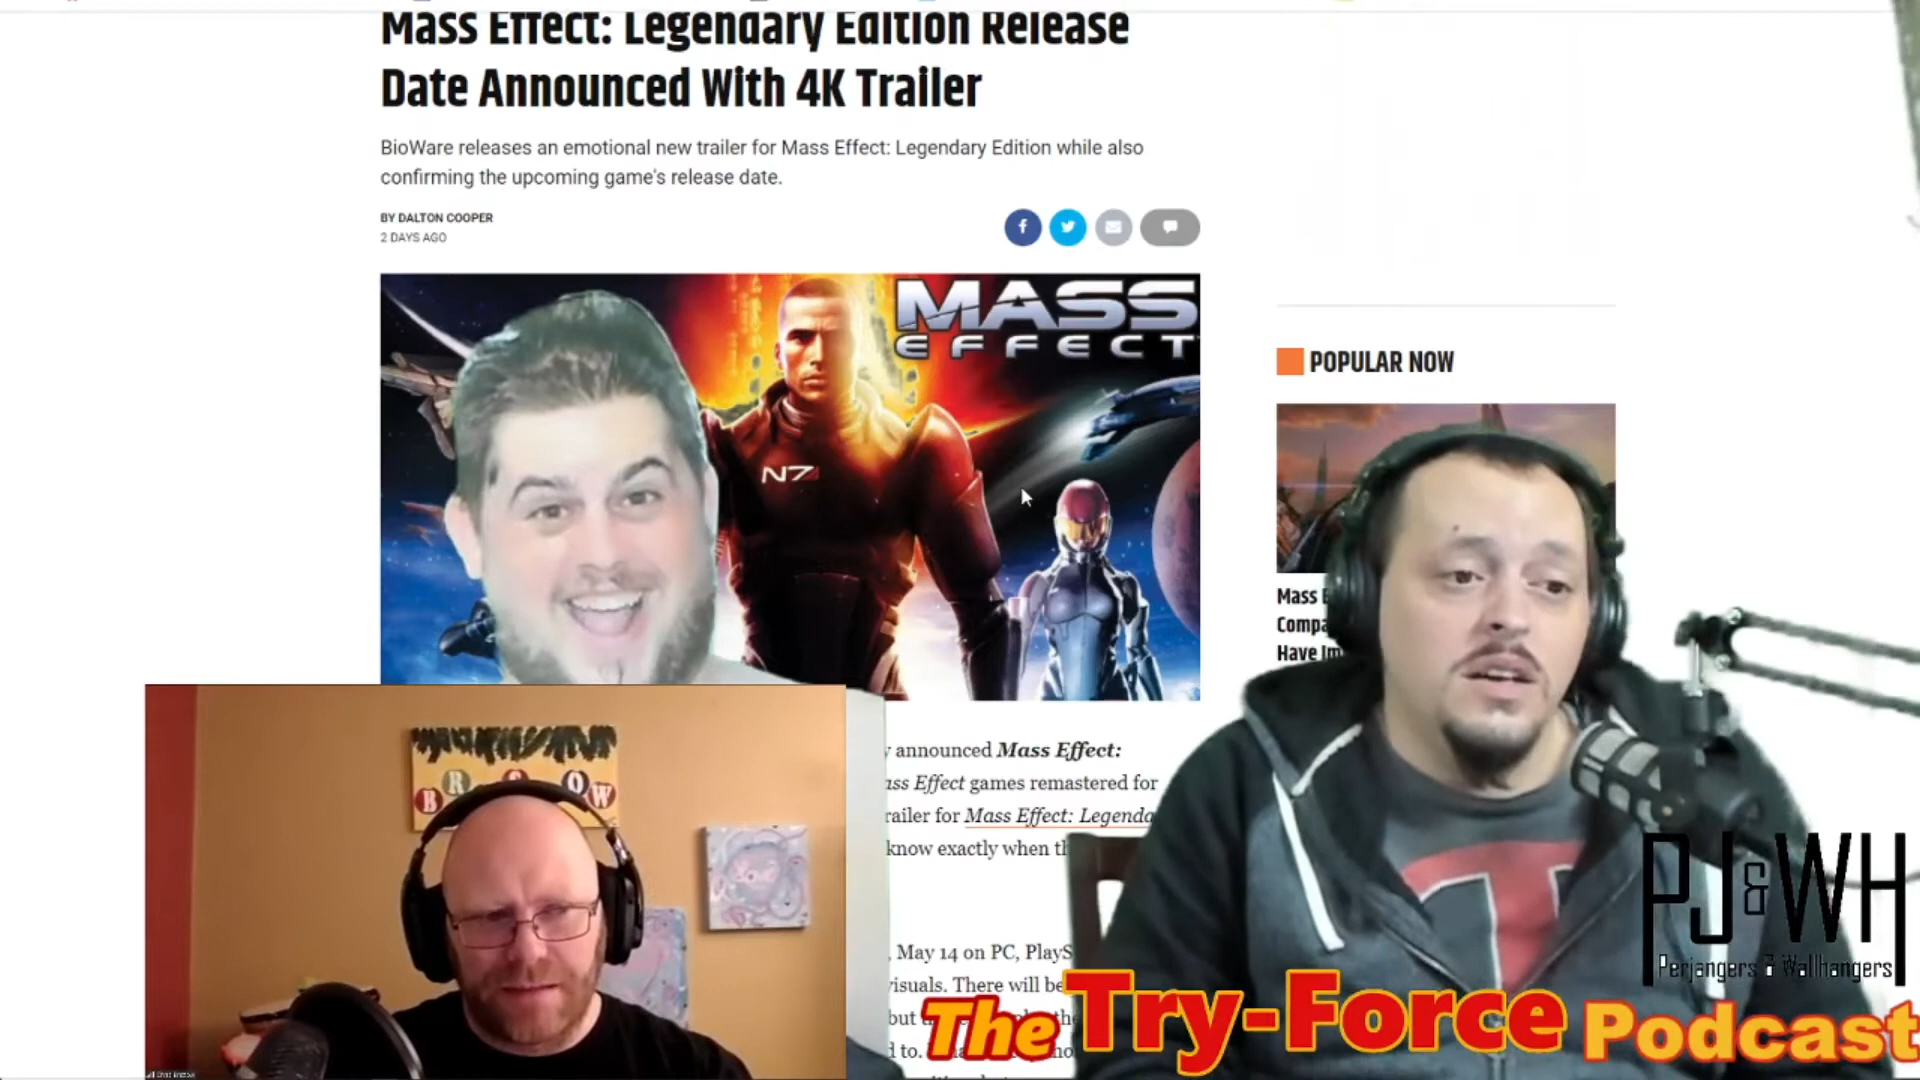 Mass Effect: Legendary Edition Release
Date Announced With 4K Trailer
BioWare releases an emotional new trailer for Mass Effect: Legendary Edition while also
confirming the upcoming game's release date.
BY DALTON COOPER
2 DAYS AGO
MASS
EFFECT
N7
POPULAR NOW
Mass
Compa
Have Im
announced Mass Effect:
ass Effect games remastered for
railer for Mass Effect: Legenda
know exactly when th
, May 14 on PC, PlayS
visuals. There will be
but
to.
B R O W
PJ&WH
Perjangers & Wallhangers
The Try-Force Podcast